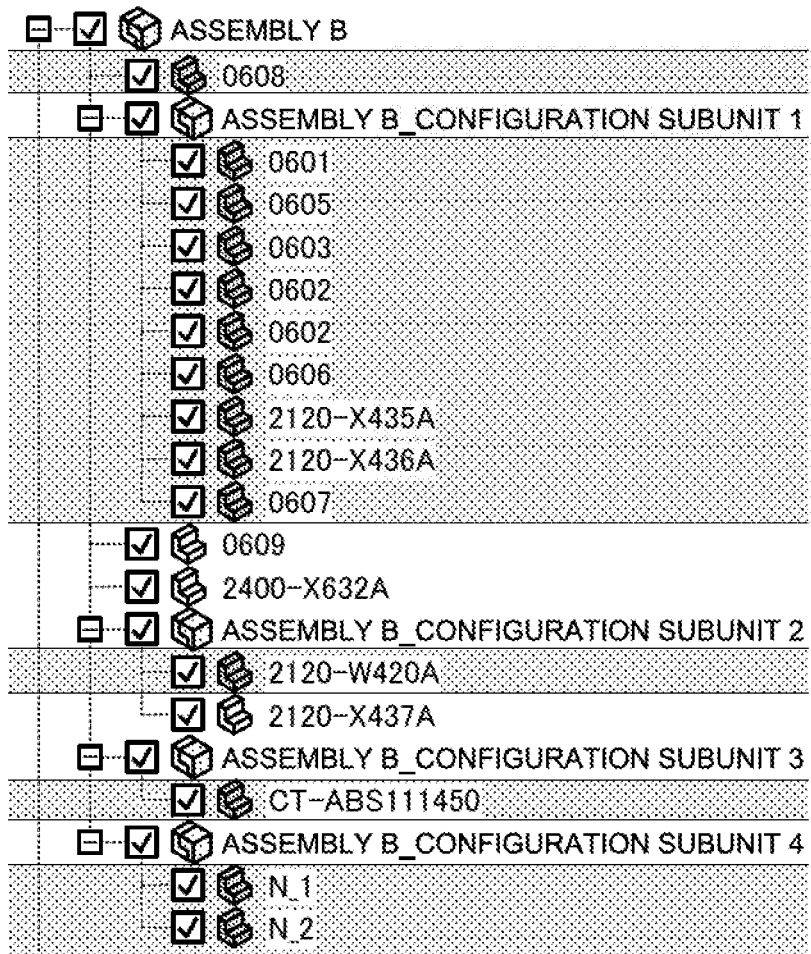 ASSEMBLY B
0608
ASSEMBLY B_CONFIGURATION SUBUNIT 1
0601
0605
0603
0602
0602
0606
2120-X435A
2120-X436A
0607
0609
2400-X632A
ASSEMBLY B_CONFIGURATION SUBUNIT 2
2120-W420A
2120-X437A
ASSEMBLY B_CONFIGURATION SUBUNIT 3
CT-ABS111450
ASSEMBLY B_CONFIGURATION SUBUNIT 4
N_1
N_2